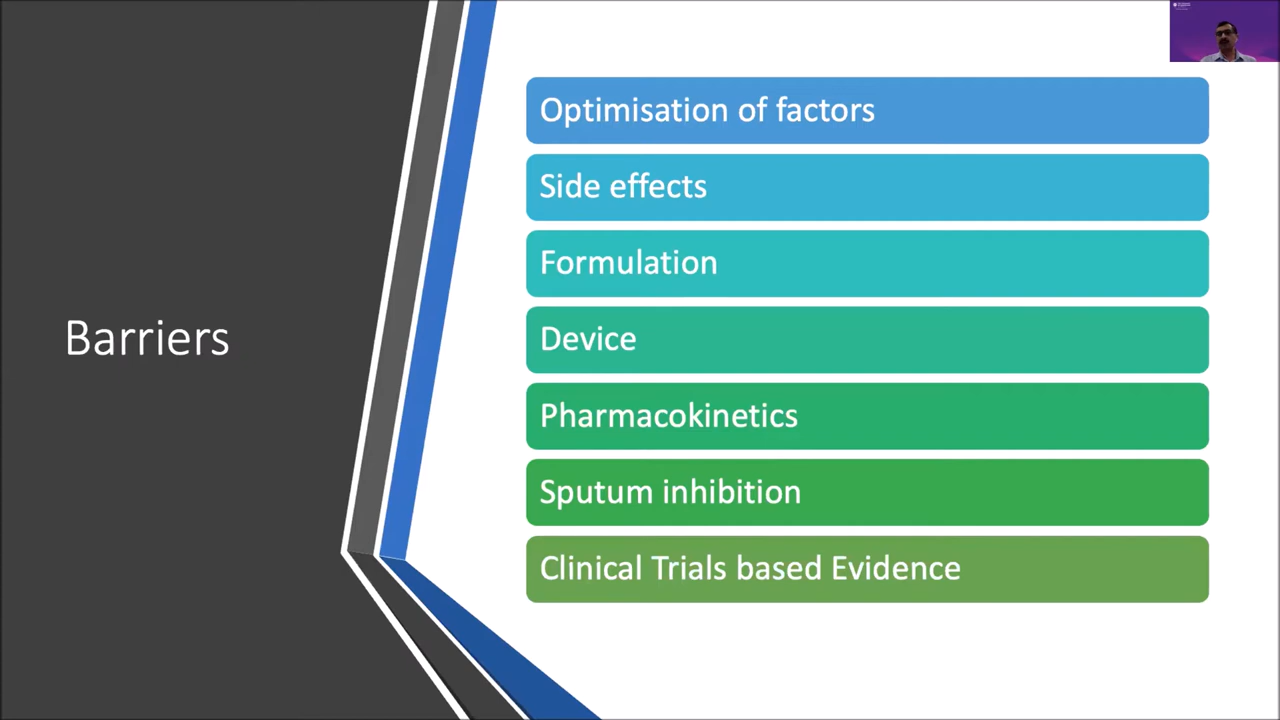 Barriers
Optimisation of factors
Side effects
Formulation
Device
Pharmacokinetics
Sputum inhibition
Clinical Trials based Evidence